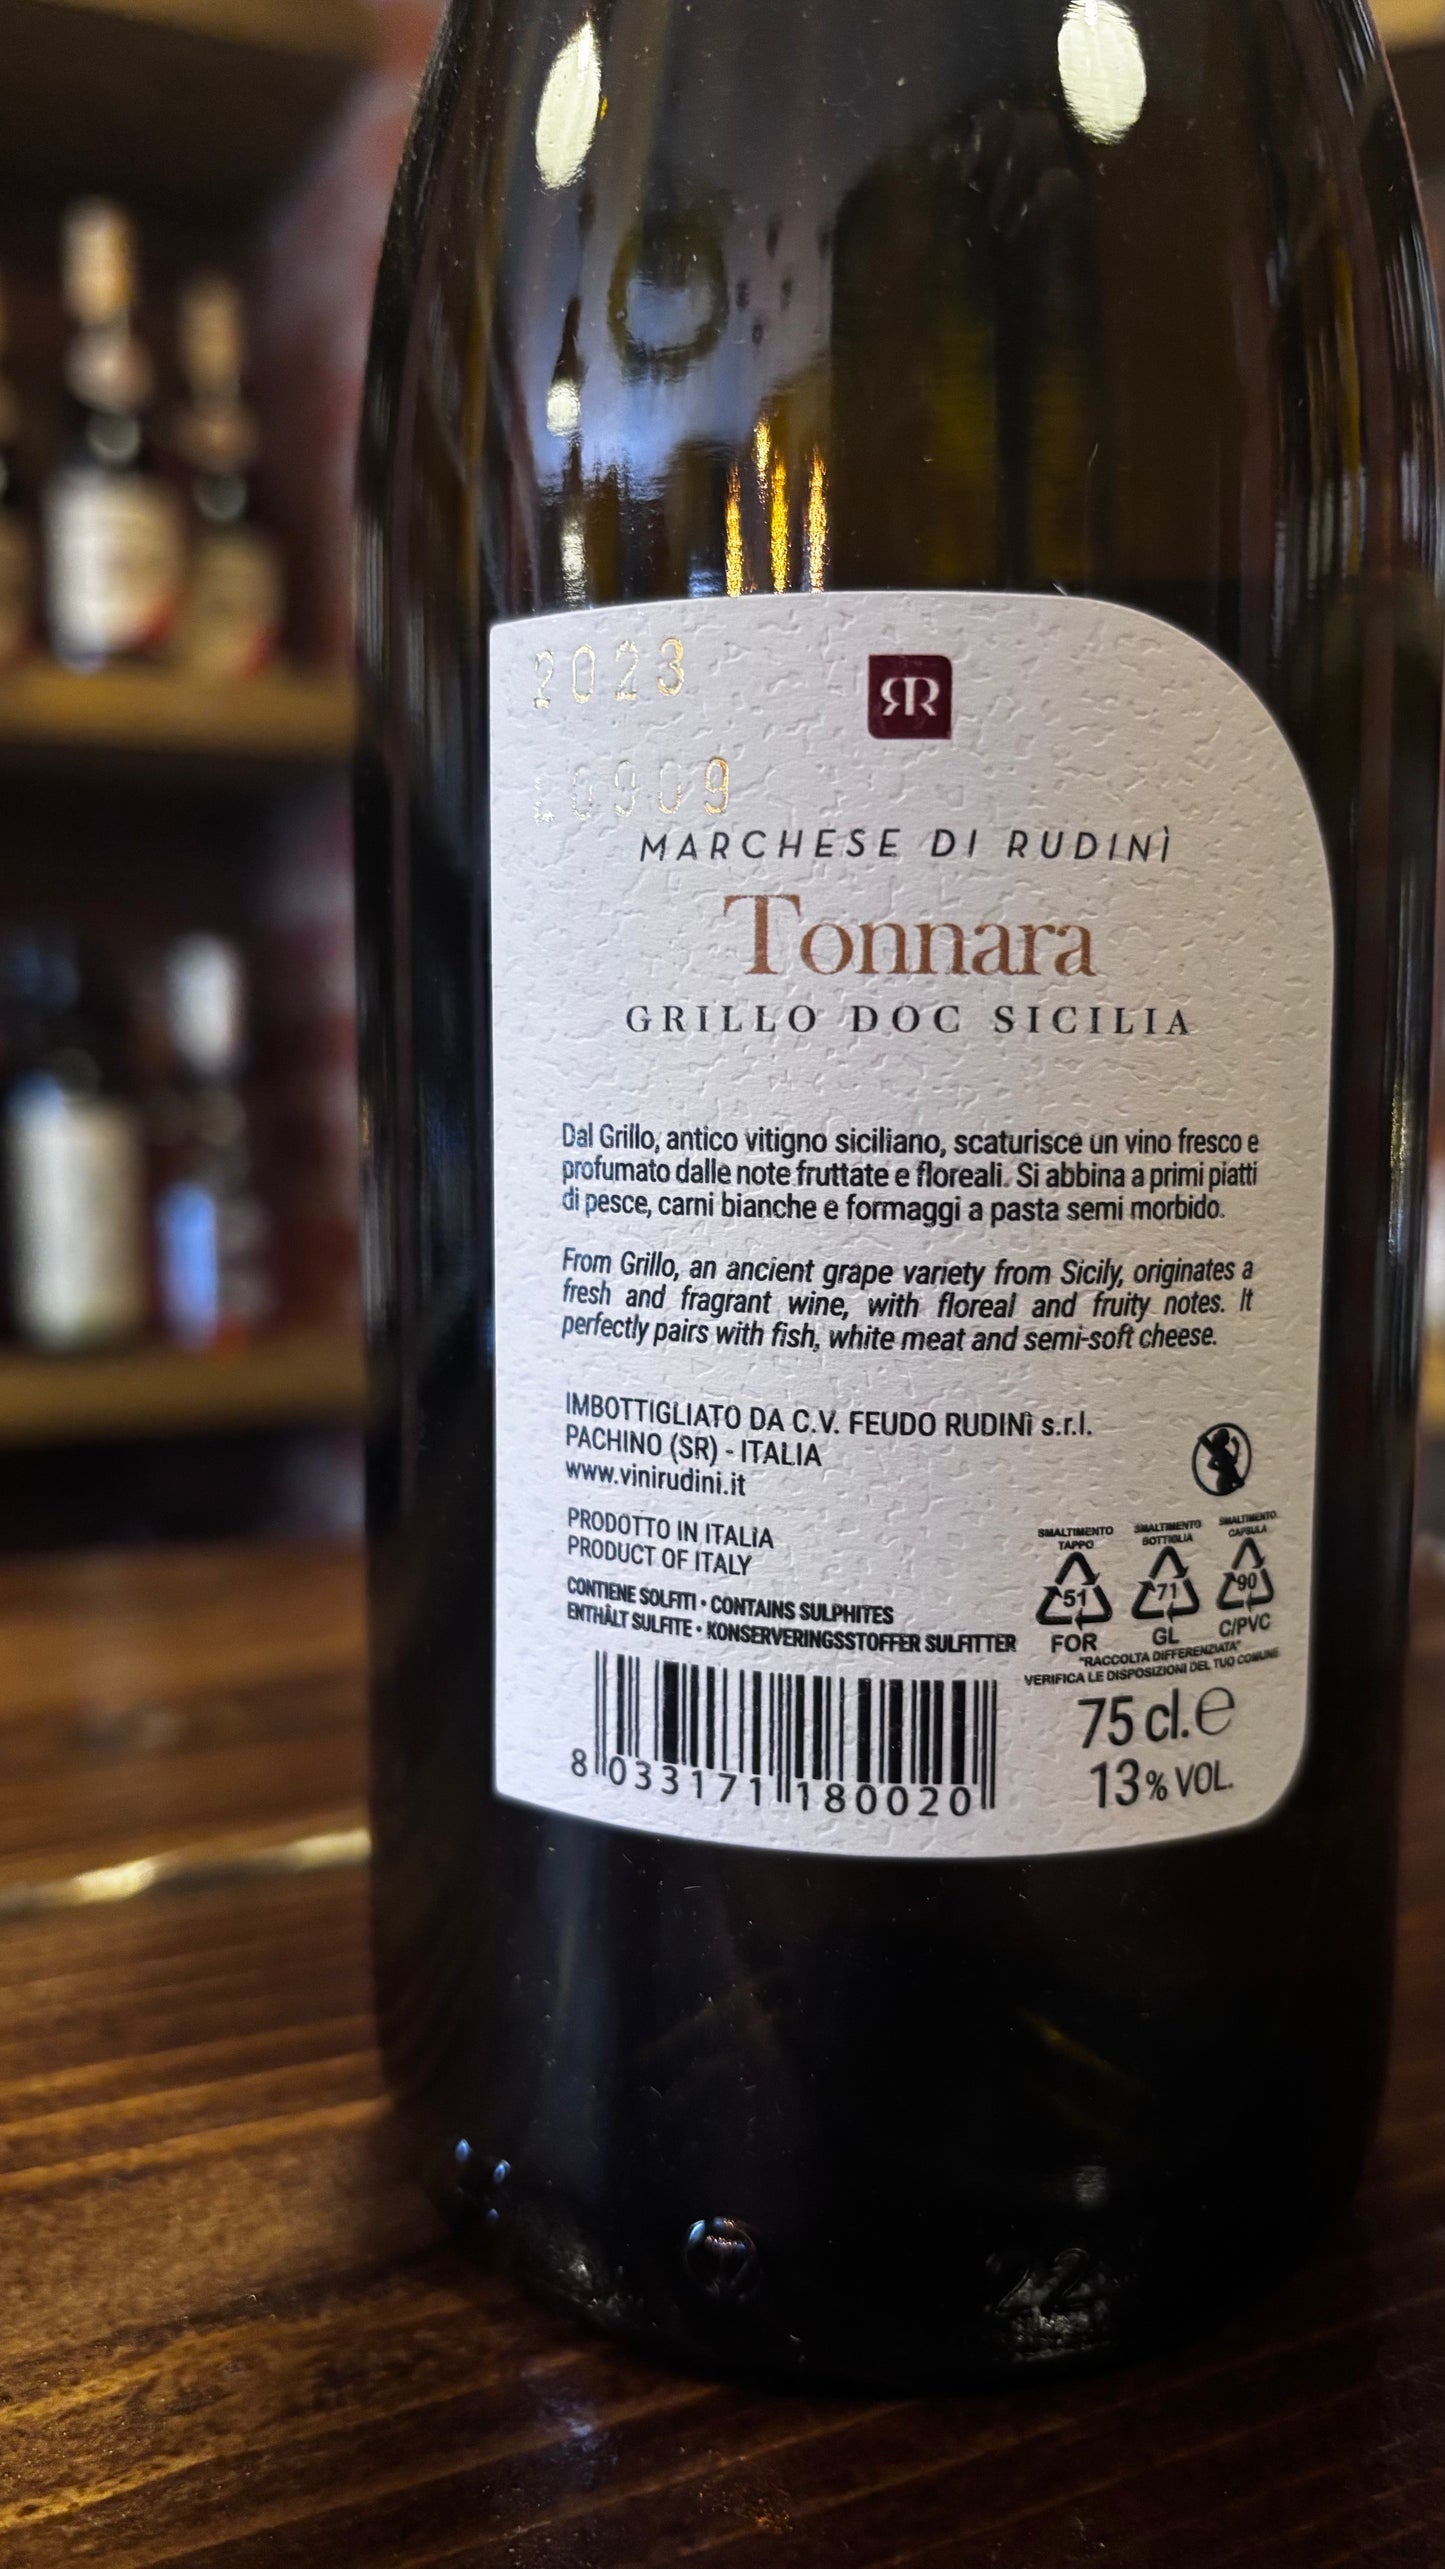 2023
L0909
MARCHESE DI RUDINÌ
Tonnara
GRILLO DOC SICILIA
Dal Grillo, antico vitigno siciliano, scaturisce un vino fresco e
profumato dalle note fruttate e floreali. Si abbina a primi piatti
di pesce, carni bianche e formaggi a pasta semi morbido.
From Grillo, an ancient grape variety from Sicily, originates a
fresh and fragrant wine, with floreal and fruity notes. It
perfectly pairs with fish, white meat and semi-soft cheese.
IMBOTTIGLIATO DA C.V. FEUDO RUDINÌ s.r.l.
PACHINO (SR) - ITALIA
www.vinirudini.it
PRODOTTO IN ITALIA
PRODUCT OF ITALY
CONTIENE SOLFITI • CONTAINS SULPHITES
ENTHÂLT SULFITE • KONSERVERINGSSTOFFER SULFITTER
SMALTIMENTO
TAPPO
51
FOR
SMALTIMENTO
BOTTIGLIA
71
GL
SMALTIMENTO
CAPSULA
90
C/PVC
"RACCOLTA DIFFERENZIATA"
VERIFICA LE DISPOSIZIONI DEL TUO COMUNE
8 033171 180020
75 cl. e
13% VOL.
22